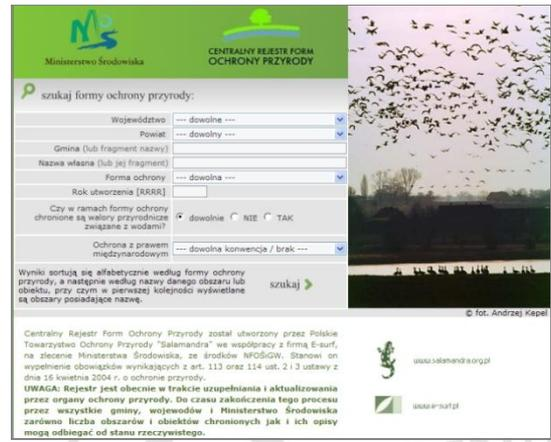 Ministerstwo Środowiska
CENTRALNY REJESTR FORM
OCHRONY PRZYRODY
szukaj formy ochrony przyrody:
Województwo
--- dowolne ---
Powiat
--- dowolny ---
Gmina (lub fragment nazwy)
Nazwa własna (lub jej fragment)
Forma ochrony
--- dowolna ---
Rok utworzenia [RRRR]
Czy w ramach formy ochrony
chronione są walory przyrodnicze
związane z wodami?
dowolnie NIE TAK
Ochrona z prawem
międzynarodowym
--- dowolna konwencja / brak ---
Wyniki sortują się alfabetycznie według formy ochrony
przyrody, a następnie według nazwy danego obszaru lub
obiektu, przy czym w pierwszej kolejności wyświetlane
są obszary posiadające nazwę.
szukaj
© fot. Andrzej Kepel
Centralny Rejestr Form Ochrony Przyrody został utworzony przez Polskie
Towarzystwo Ochrony Przyrody "Salamandra" we współpracy z firmą E-surf,
na zlecenie Ministerstwa Środowiska, ze środków NFOŚiGW. Stanowi on
wypełnienie obowiązków wynikających z art. 113 oraz 114 ust. 2 i 3 ustawy z
dnia 16 kwietnia 2004 r. o ochronie przyrody.
UWAGA: Rejestr jest obecnie w trakcie uzupełniania i aktualizowania
przez organy ochrony przyrody. Do czasu zakończenia tego procesu
przez wszystkie gminy, wojewodów i Ministerstwo Środowiska
zarówno liczba obszarów i obiektów chronionych jak i ich opisy
mogą odbiegać od stanu rzeczywistego.
www.salamandra.org.pl
www.e-surf.pl